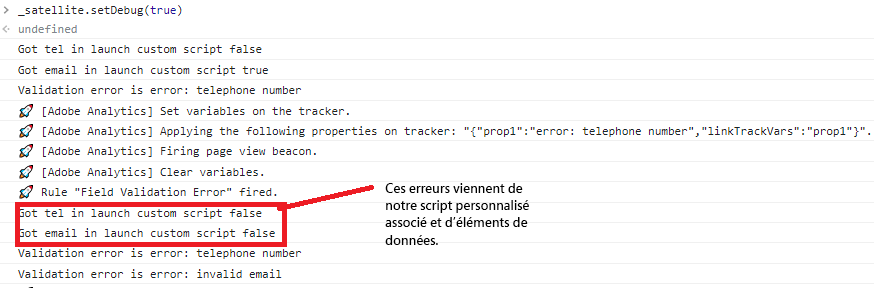 > _satellite.setDebug(true)
undefined
Got tel in launch custom script false
Got email in launch custom script true
Validation error is error: telephone number
🚀 [Adobe Analytics] Set variables on the tracker.
🚀 [Adobe Analytics] Applying the following properties on tracker: "{"prop1":"error: telephone number","linkTrackVars":"prop1"}".
🚀 [Adobe Analytics] Firing page view beacon.
🚀 [Adobe Analytics] Clear variables.
🚀 Rule "Field Validation Error" fired.
Got tel in launch custom script false
Got email in launch custom script false
Validation error is error: telephone number
Validation error is error: invalid email
Ces erreurs viennent de
notre script personnalisé
associé et d'éléments de
données.